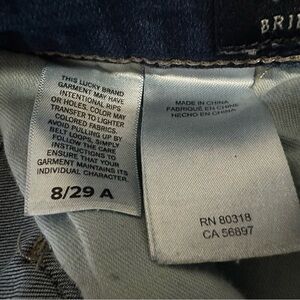 BRI
THIS LUCKY BRAND
GARMENT MAY HAVE
INTENTIONAL RIPS
OR HOLES. COLOR MAY
TRANSFER TO LIGHTER
COLORED FABRICS.
AVOID PULLING UP BY
BELT LOOPS, SIMPLY
FOLLOW THE CARE
INSTRUCTIONS TO
ENSURE THAT YOUR
GARMENT MAINTAINS ITS
INDIVIDUAL CHARACTER.
8/29 A
MADE IN CHINA
FABRIQUÉ EN CHINE
HECHO EN CHINA
RN 80318
CA 56897